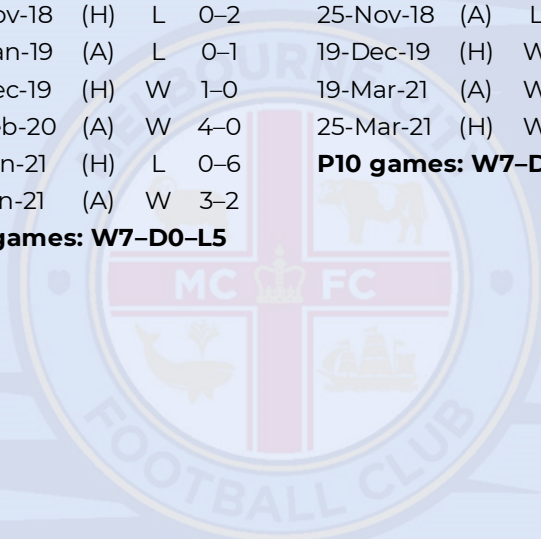 ov-18 (H) L 0–2
an-19 (A) L 0–1
ec-19 (H) W 1–0
eb-20 (A) W 4–0
n-21 (H) L 0–6
n-21 (A) W 3–2
games: W7–D0–L5
25-Nov-18 (A) L
19-Dec-19 (H) W
19-Mar-21 (A) W
25-Mar-21 (H) W
P10 games: W7–D
MELBOURNE CI
MC FC
FOOTBALL CLUB